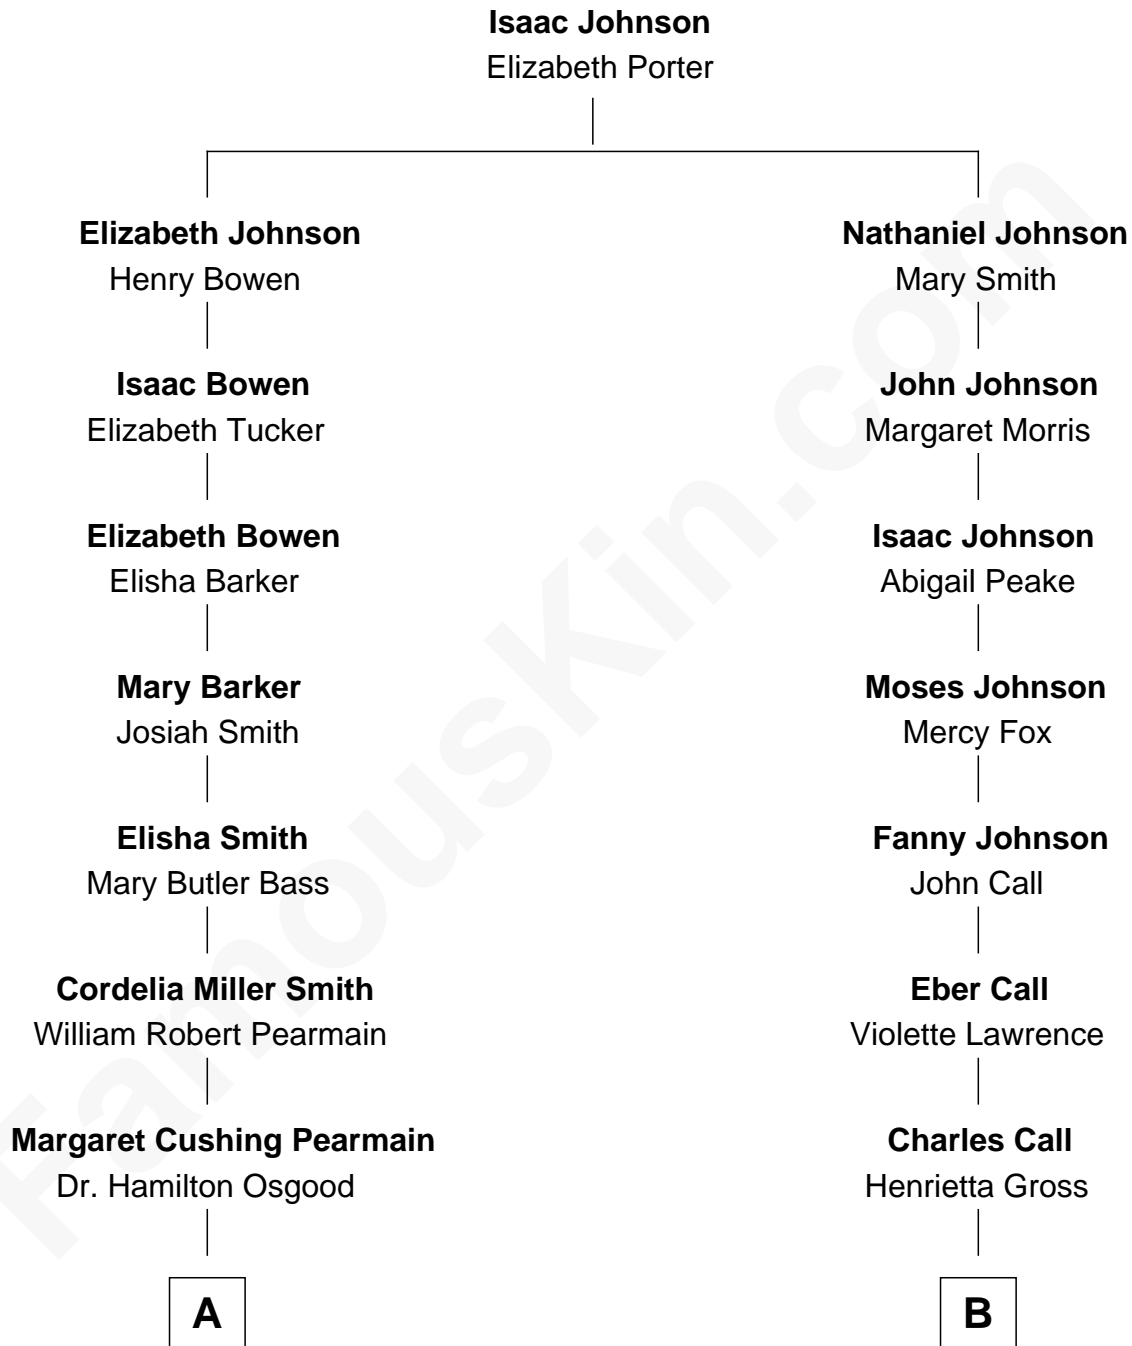 Isaac Johnson
Elizabeth Porter
Elizabeth Johnson
Henry Bowen
Isaac Bowen
Elizabeth Tucker
Elizabeth Bowen
Elisha Barker
Mary Barker
Josiah Smith
Elisha Smith
Mary Butler Bass
Cordelia Miller Smith
William Robert Pearmain
Margaret Cushing Pearmain
Dr. Hamilton Osgood
A
Nathaniel Johnson
Mary Smith
John Johnson
Margaret Morris
Isaac Johnson
Abigail Peake
Moses Johnson
Mercy Fox
Fanny Johnson
John Call
Eber Call
Violette Lawrence
Charles Call
Henrietta Gross
B
FamousKin.com